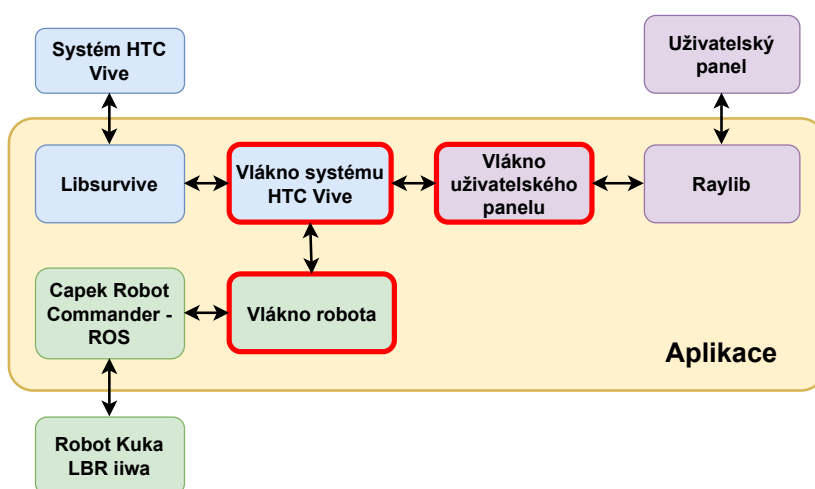 Systém HTC
Vive
Uživatelský
panel
Libsurvive
Vlákno systému
HTC Vive
Vlákno
uživatelského
panelu
Raylib
Capek Robot
Commander -
ROS
Vlákno robota
Aplikace
Robot Kuka
LBR iiwa